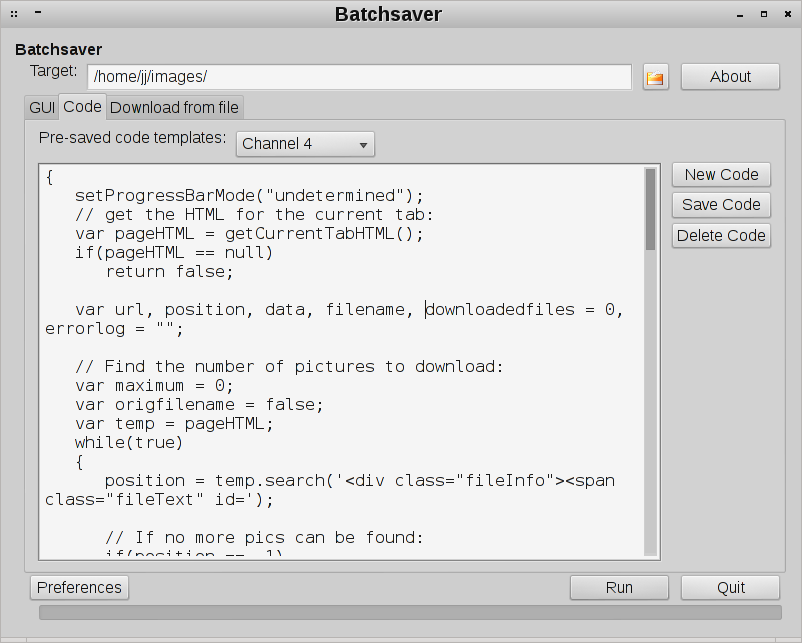 Batchsaver
Batchsaver
Target: /home/jj/images/ About
GUI Code Download from file
Pre-saved code templates: Channel 4
{
setProgressBarMode("undetermined");
// get the HTML for the current tab:
var pageHTML = getCurrentTabHTML();
if(pageHTML == null)
return false;
var url, position, data, filename, downloadedfiles = 0,
errorlog = "";
// Find the number of pictures to download:
var maximum = 0;
var origfilename = false;
var temp = pageHTML;
while(true)
{
position = temp.search('<div class="fileInfo"><span
class="fileText" id=');
// If no more pics can be found:
if(position == -1)
New Code
Save Code
Delete Code
Preferences Run Quit